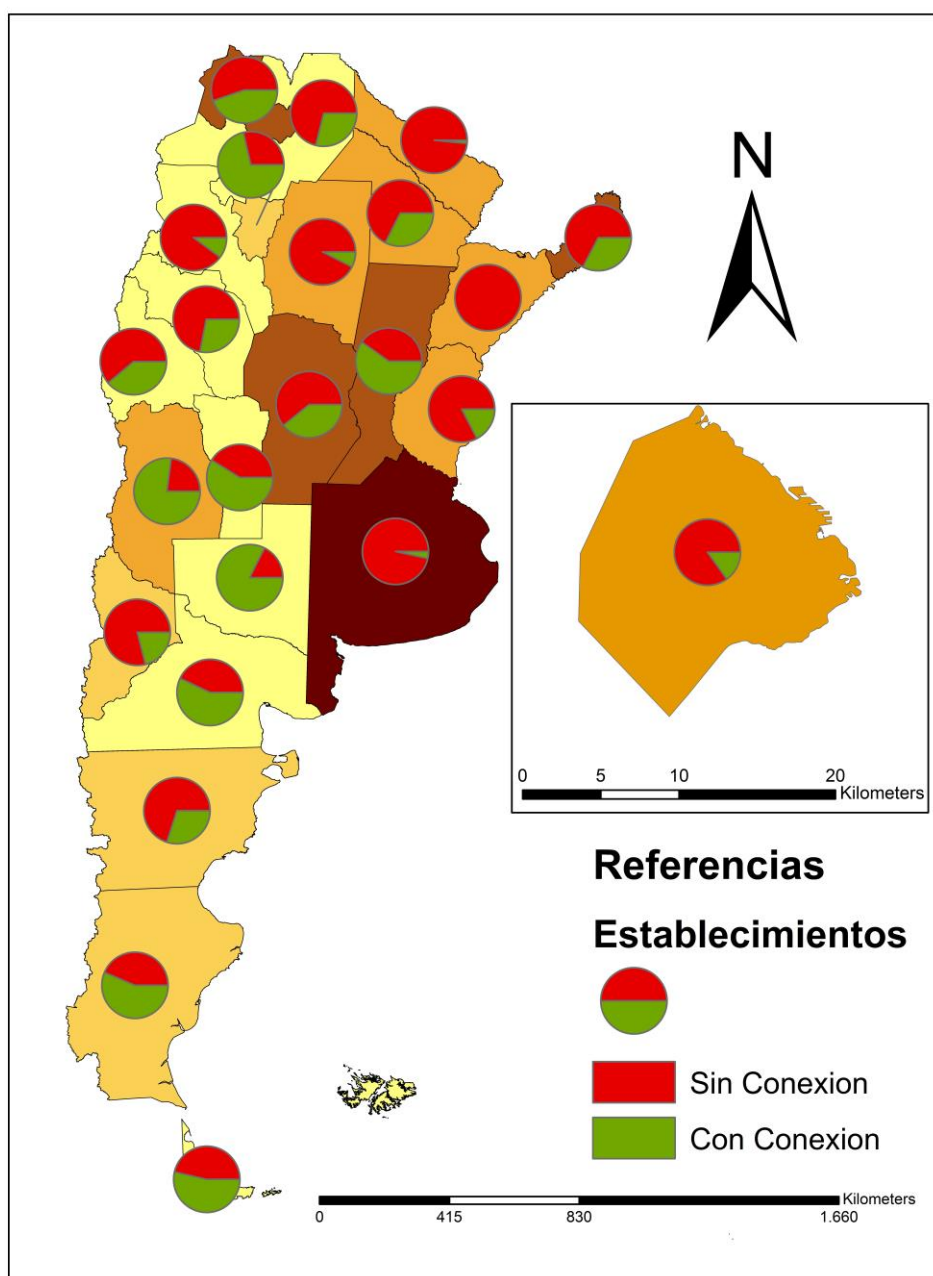 N
0 5 10 20
Kilometers
Referencias
Establecimientos
Sin Conexion
Con Conexion
Kilometers
0 415 830 1.660